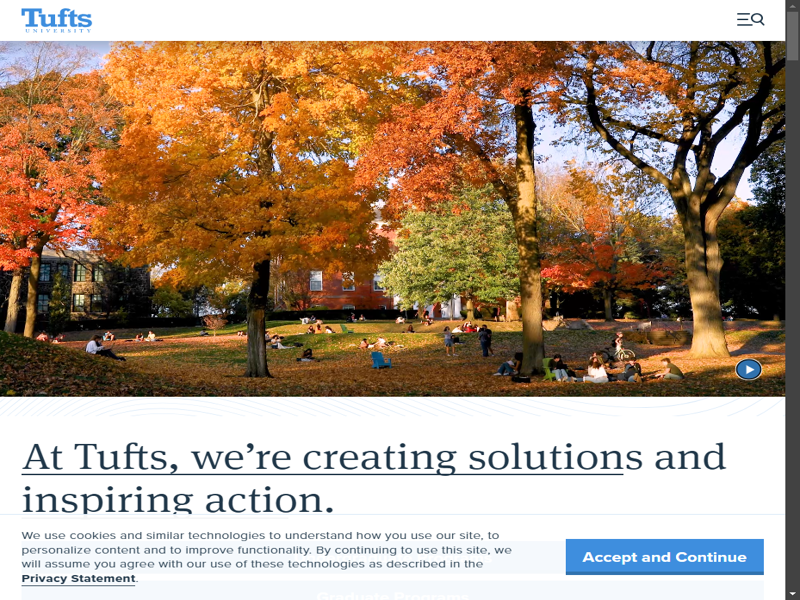 Tufts
UNIVERSITY
At Tufts, we're creating solutions and
inspiring action.
We use cookies and similar technologies to understand how you use our site, to
personalize content and to improve functionality. By continuing to use this site, we
will assume you agree with our use of these technologies as described in the
Privacy Statement.
Accept and Continue
Graduate Programs